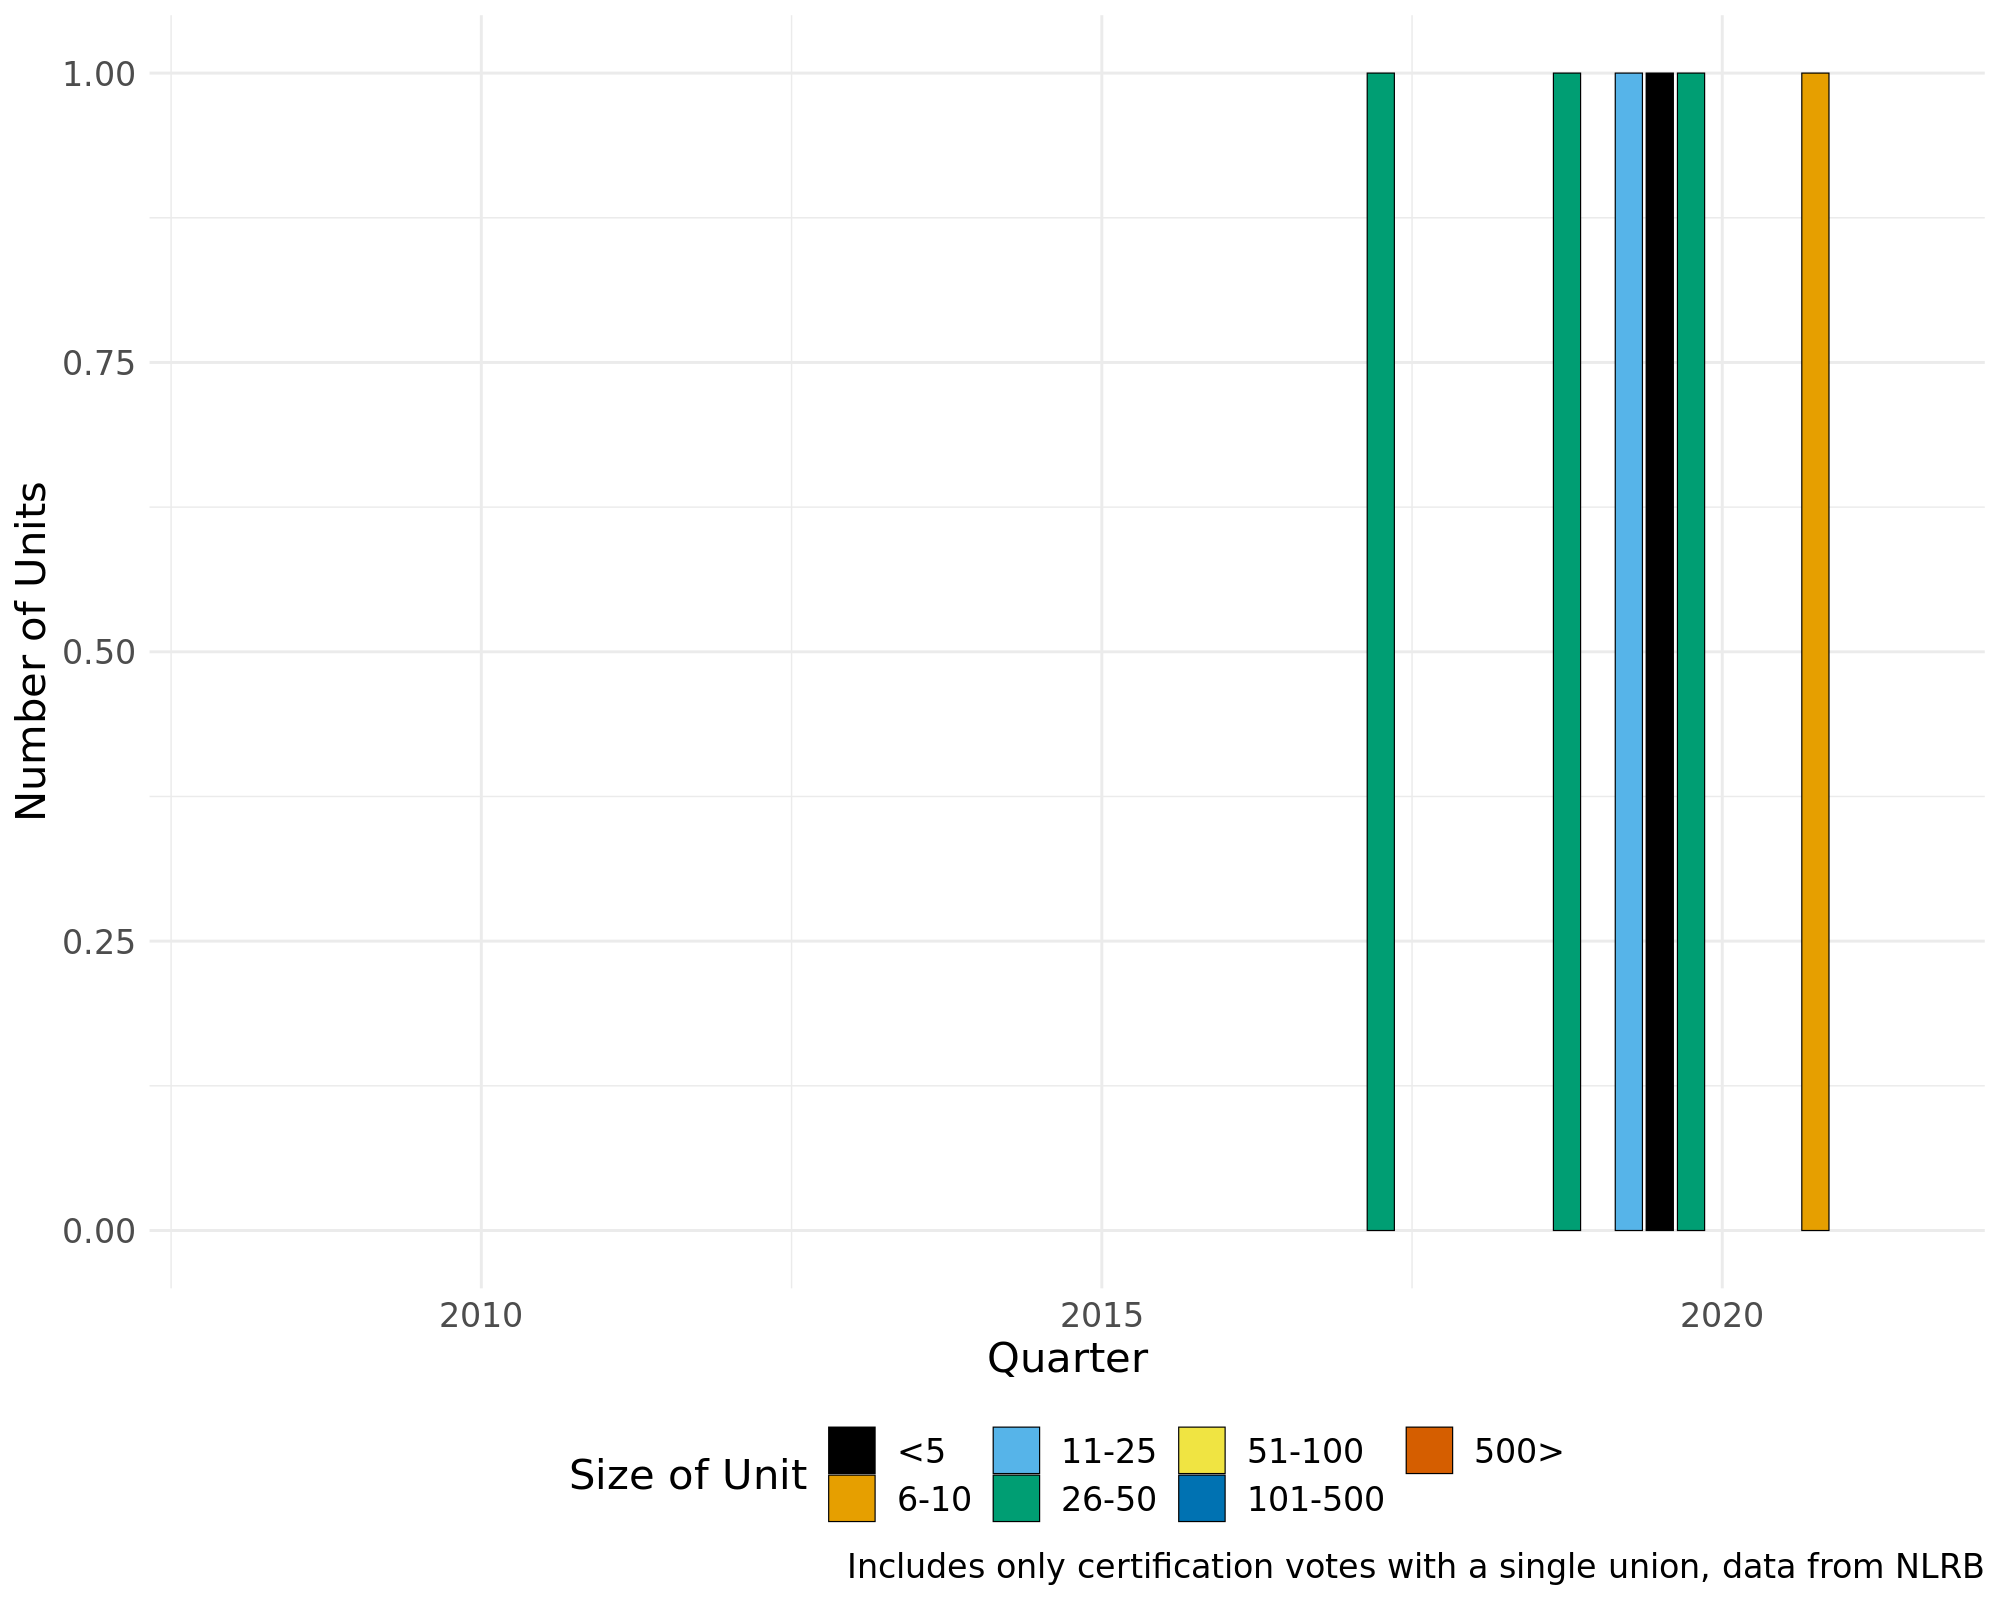 1.00
0.75
0.50
0.25
0.00
Number of Units
2010 2015 2020
Quarter
Size of Unit
<5 11-25 51-100 500>
6-10 26-50 101-500
Includes only certification votes with a single union, data from NLRB